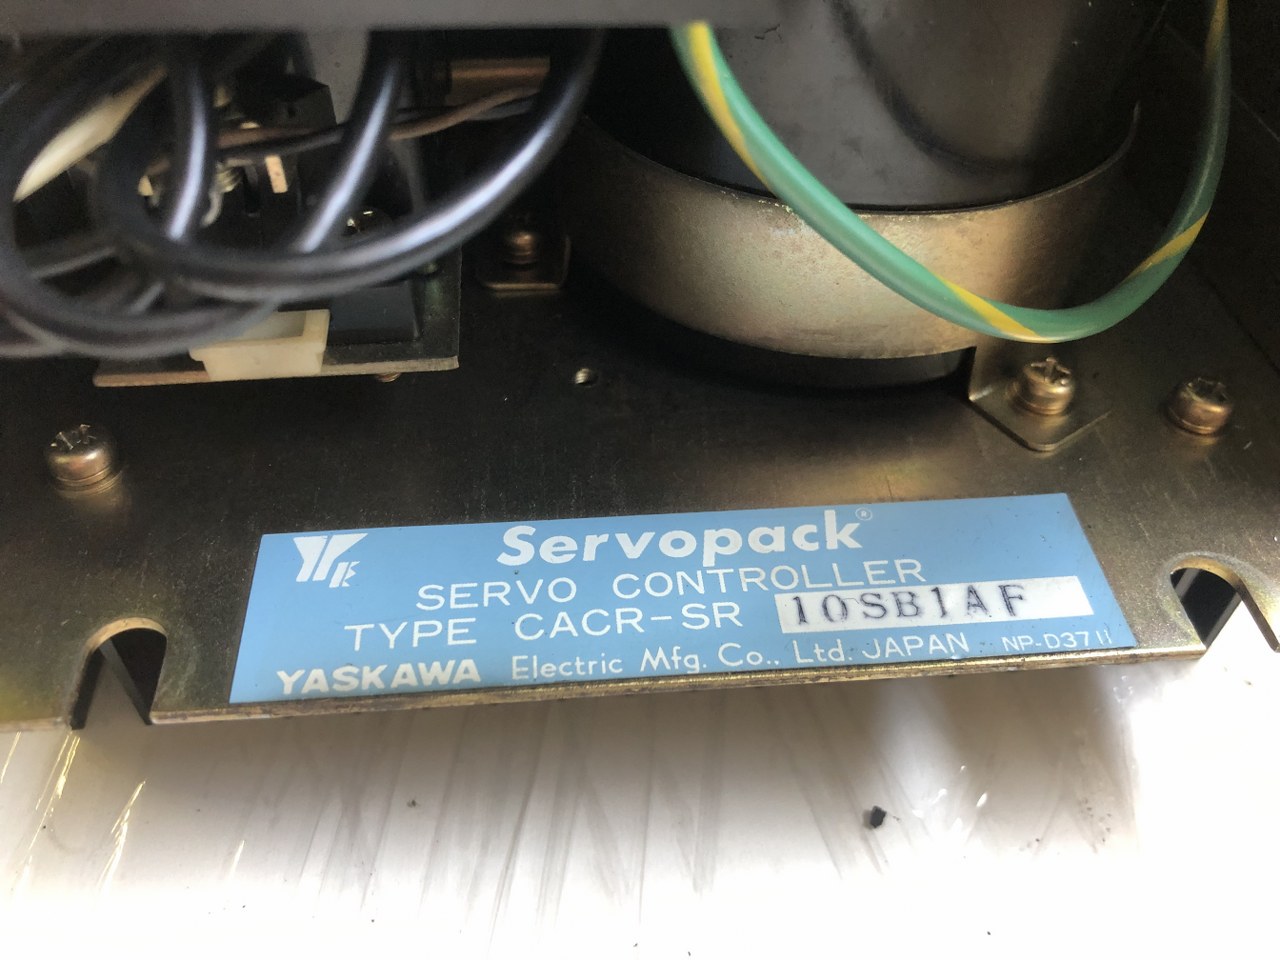 Servopack®
SERVO CONTROLLER
TYPE CACR-SR 10SB1AF
YASKAWA Electric Mfg. Co., Ltd. JAPAN NP-D3711